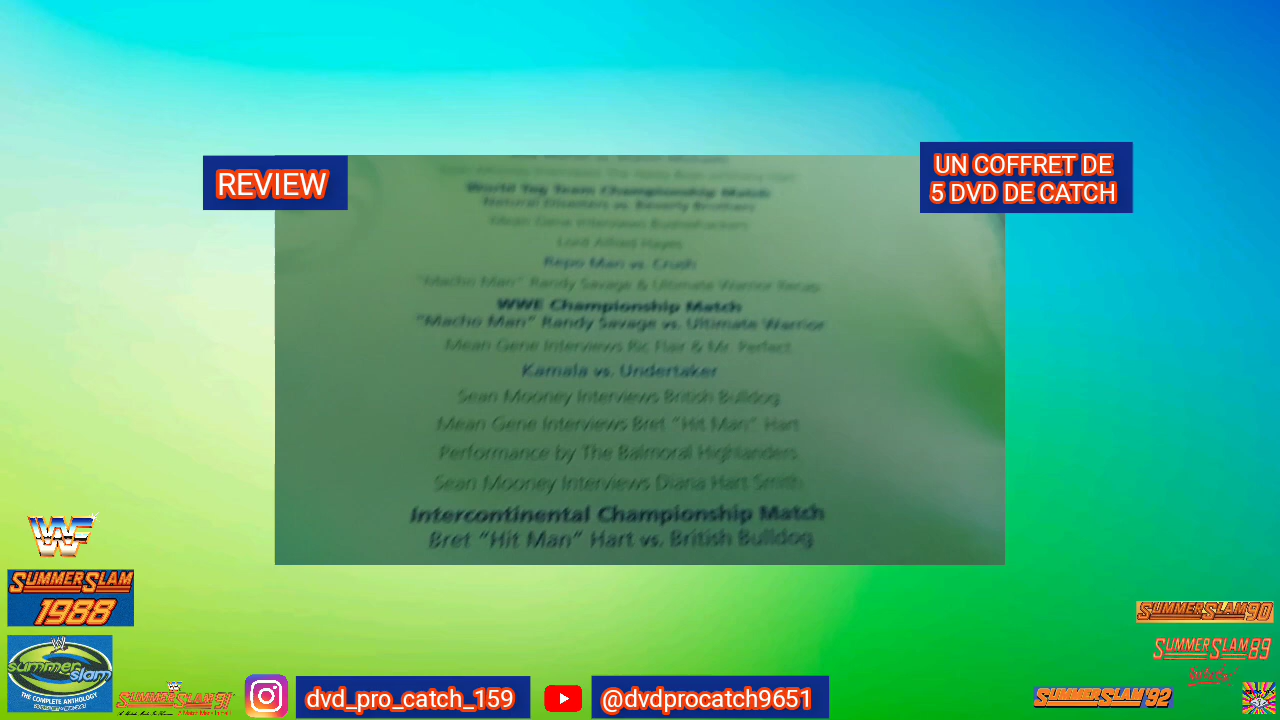 REVIEW
UN COFFRET DE
5 DVD DE CATCH
World Tag Team Championship Match
Natural Disasters vs. Beverly Brothers
Mean Gene Interviews Bushwhackers
Lord Alfred Hayes
Repo Man vs. Crush
"Macho Man" Randy Savage & Ultimate Warrior Recap
WWE Championship Match
"Macho Man" Randy Savage vs. Ultimate Warrior
Mean Gene Interviews Ric Flair & Mr. Perfect
Kamala vs. Undertaker
Sean Mooney Interviews British Bulldog
Mean Gene Interviews Bret "Hit Man" Hart
Performance by The Balmoral Highlanders
Sean Mooney Interviews Diana Hart Smith
Intercontinental Championship Match
Bret "Hit Man" Hart vs. British Bulldog
WF
SUMMERSLAM
1988
W
summerslam
THE COMPLETE ANTHOLOGY
SUMMERSLAM 91
dvd_pro_catch_159
@dvdprocatch9651
SUMMERSLAM 90
SUMMERSLAM 89
SUMMERSLAM '92